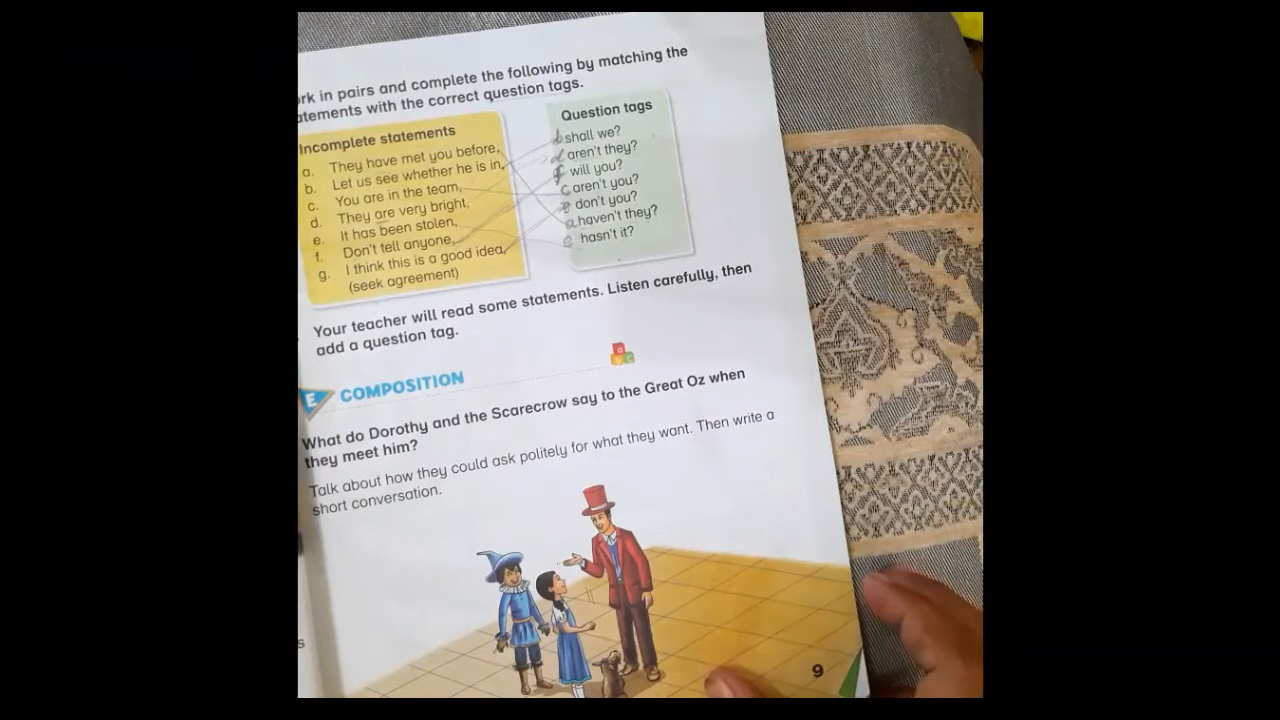 rk in pairs and complete the following by matching the
atements with the correct question tags.
Incomplete statements
a. They have met you before,
b. Let us see whether he is in,
c. You are in the team,
d. They are very bright,
e. It has been stolen,
f. Don't tell anyone,
g. I think this is a good idea,
(seek agreement)
Question tags
b shall we?
d aren't they?
f will you?
c aren't you?
don't you?
a haven't they?
e hasn't it?
Your teacher will read some statements. Listen carefully, then
add a question tag.
E COMPOSITION
a
b c
What do Dorothy and the Scarecrow say to the Great Oz when
they meet him?
Talk about how they could ask politely for what they want. Then write a
short conversation.
s
9